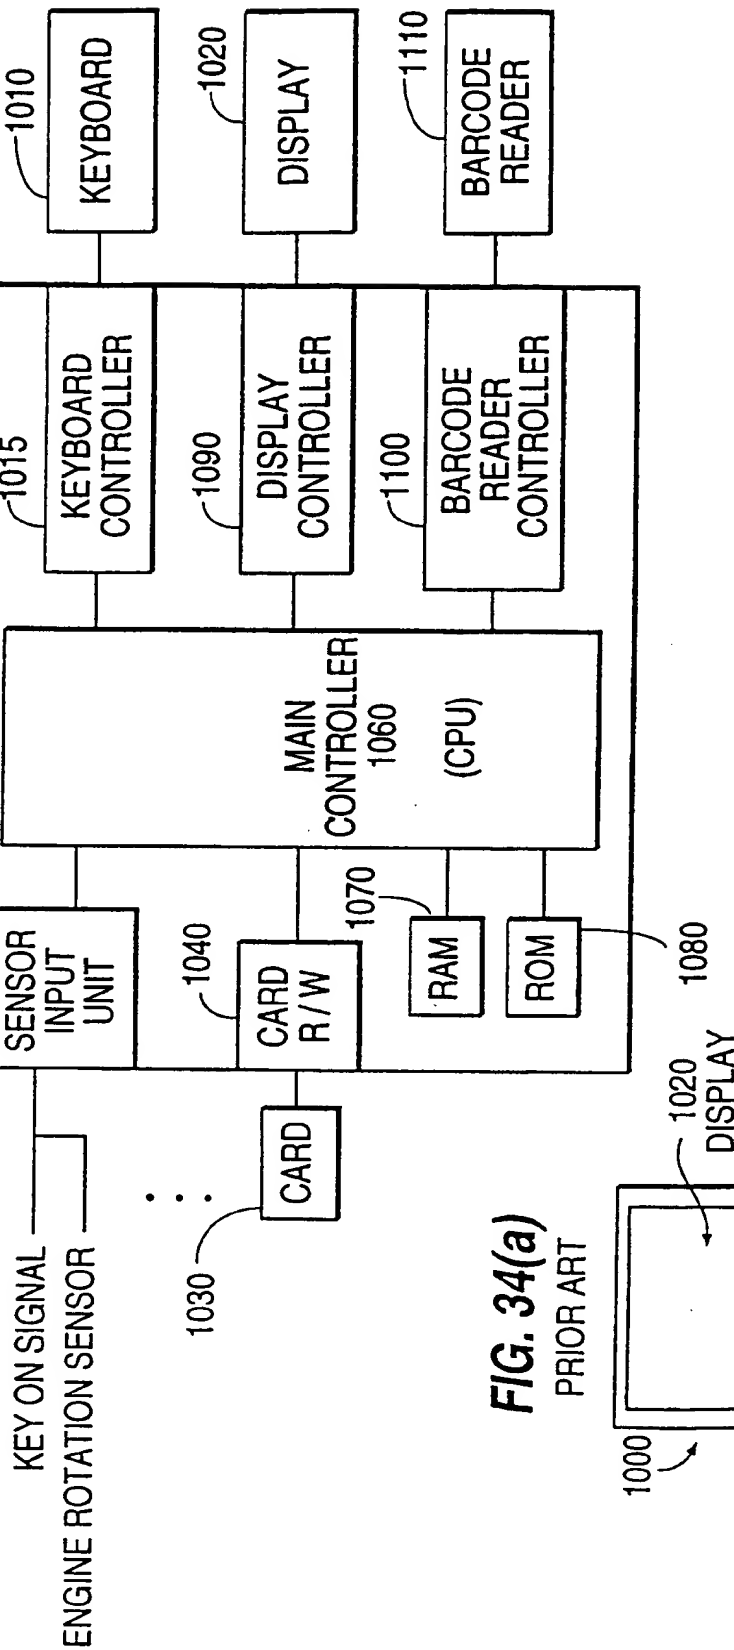 KEY ON SIGNAL
ENGINE ROTATION SENSOR
SENSOR
INPUT
UNIT
1015
KEYBOARD
CONTROLLER
1010
KEYBOARD
1030
CARD
1040
CARD
R/W
MAIN
CONTROLLER
1060
(CPU)
1090
DISPLAY
CONTROLLER
1020
DISPLAY
1070
RAM
ROM
1080
1100
BARCODE
READER
CONTROLLER
1110
BARCODE
READER
FIG. 34(a)
PRIOR ART
1000
1020
DISPLAY